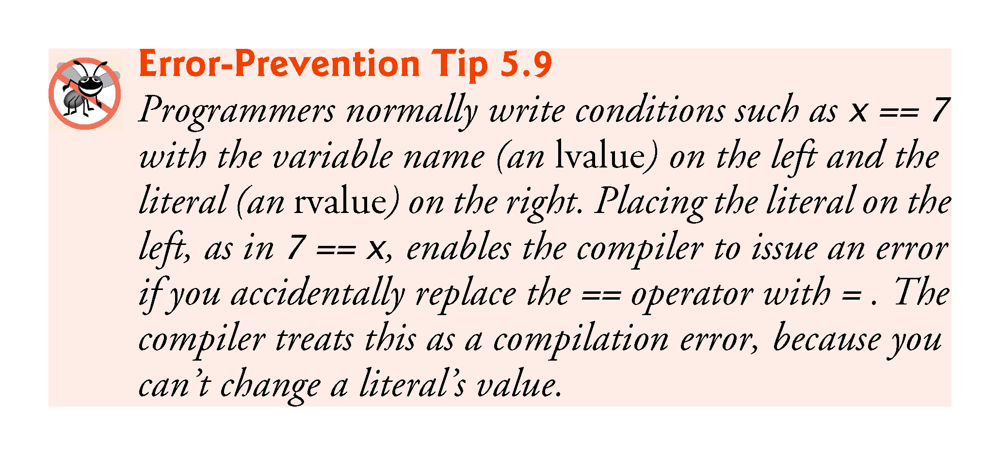 Error-Prevention Tip 5.9
Programmers normally write conditions such as x == 7
with the variable name (an lvalue) on the left and the
literal (an rvalue) on the right. Placing the literal on the
left, as in 7 == x, enables the compiler to issue an error
if you accidentally replace the == operator with = . The
compiler treats this as a compilation error, because you
can’t change a literal’s value.